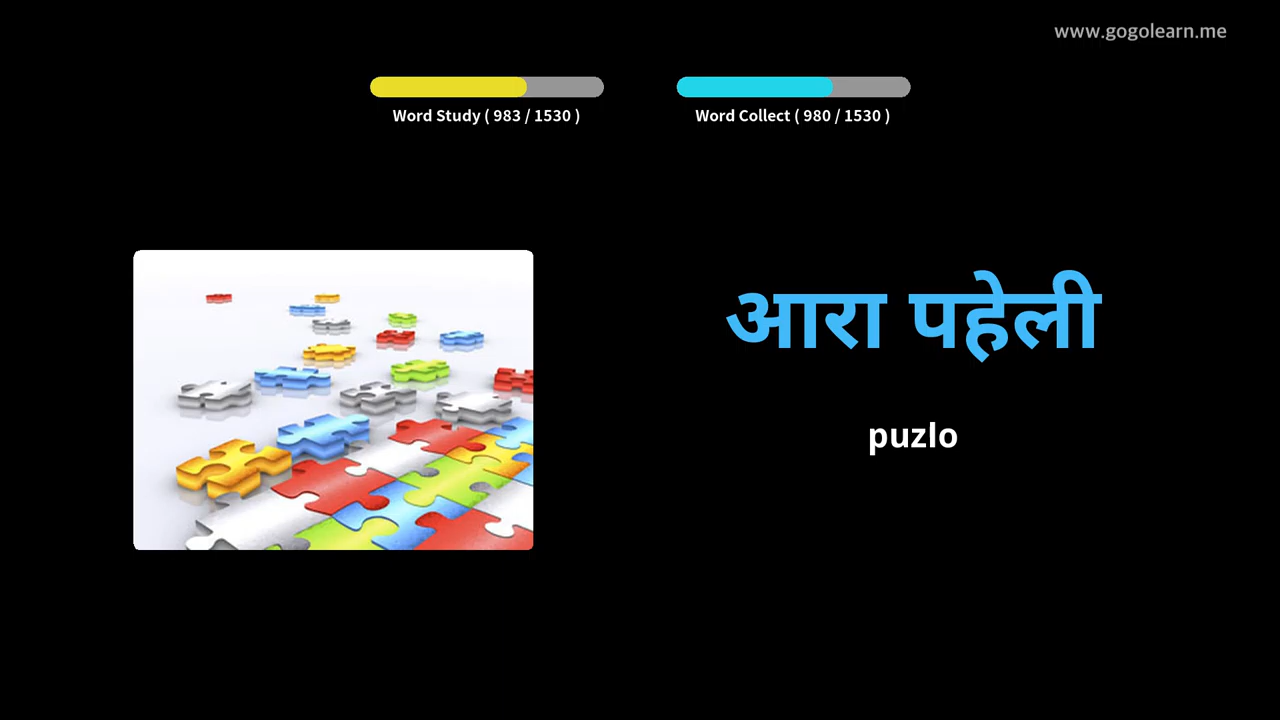 www.gogolearn.me
Word Study ( 983 / 1530 )
Word Collect ( 980 / 1530 )
आरा पहेली
puzlo